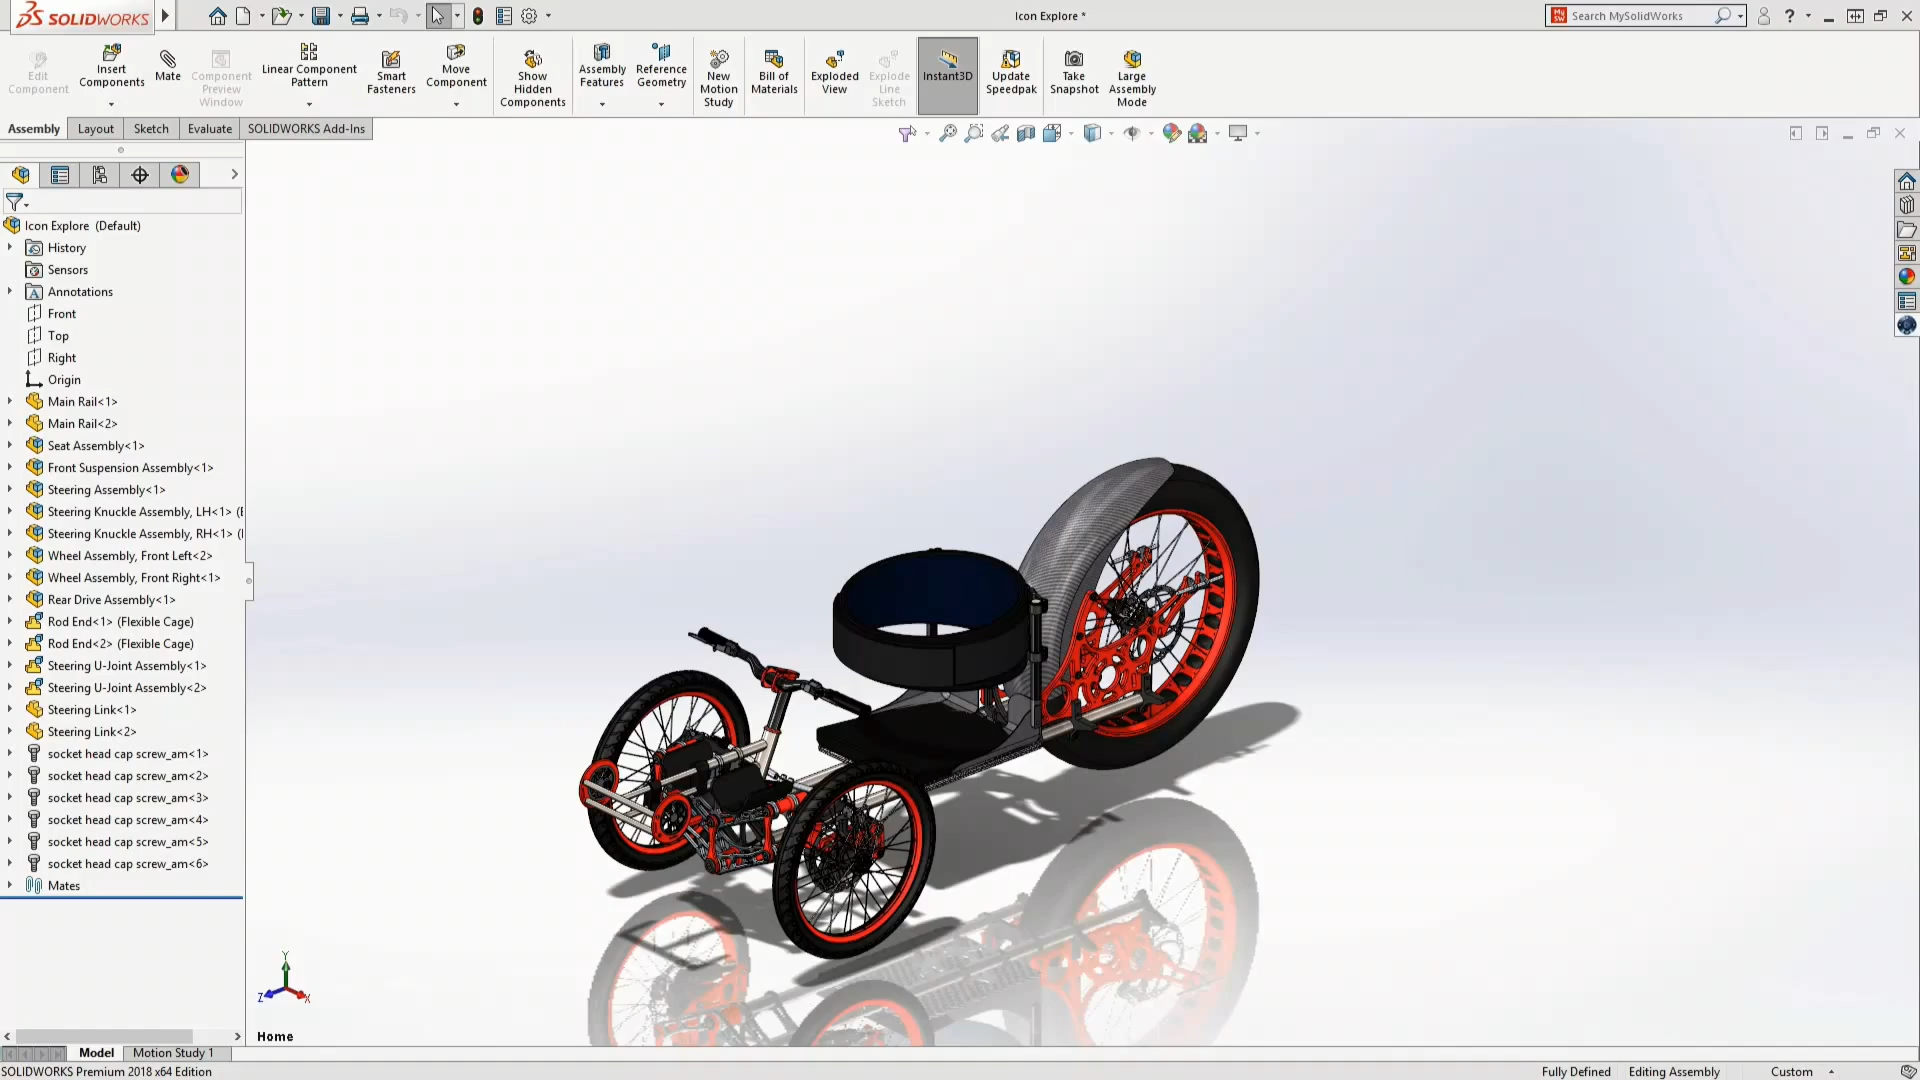 SOLIDWORKS
Icon Explore *
Search MySolidWorks
Edit Component
Insert Components
Mate
Component Preview Window
Linear Component Pattern
Smart Fasteners
Move Component
Show Hidden Components
Assembly Features
Reference Geometry
New Motion Study
Bill of Materials
Exploded View
Explode Line Sketch
Instant3D
Update Speedpak
Take Snapshot
Large Assembly Mode
Assembly
Layout
Sketch
Evaluate
SOLIDWORKS Add-Ins
Icon Explore (Default)
History
Sensors
Annotations
Front
Top
Right
Origin
Main Rail<1>
Main Rail<2>
Seat Assembly<1>
Front Suspension Assembly<1>
Steering Assembly<1>
Steering Knuckle Assembly, LH<1> (
Steering Knuckle Assembly, RH<1> (
Wheel Assembly, Front Left<2>
Wheel Assembly, Front Right<1>
Rear Drive Assembly<1>
Rod End<1> (Flexible Cage)
Rod End<2> (Flexible Cage)
Steering U-Joint Assembly<1>
Steering U-Joint Assembly<2>
Steering Link<1>
Steering Link<2>
socket head cap screw_am<1>
socket head cap screw_am<2>
socket head cap screw_am<3>
socket head cap screw_am<4>
socket head cap screw_am<5>
socket head cap screw_am<6>
Mates
Y
Z
X
Home
Model
Motion Study 1
SOLIDWORKS Premium 2018 x64 Edition
Fully Defined
Editing Assembly
Custom